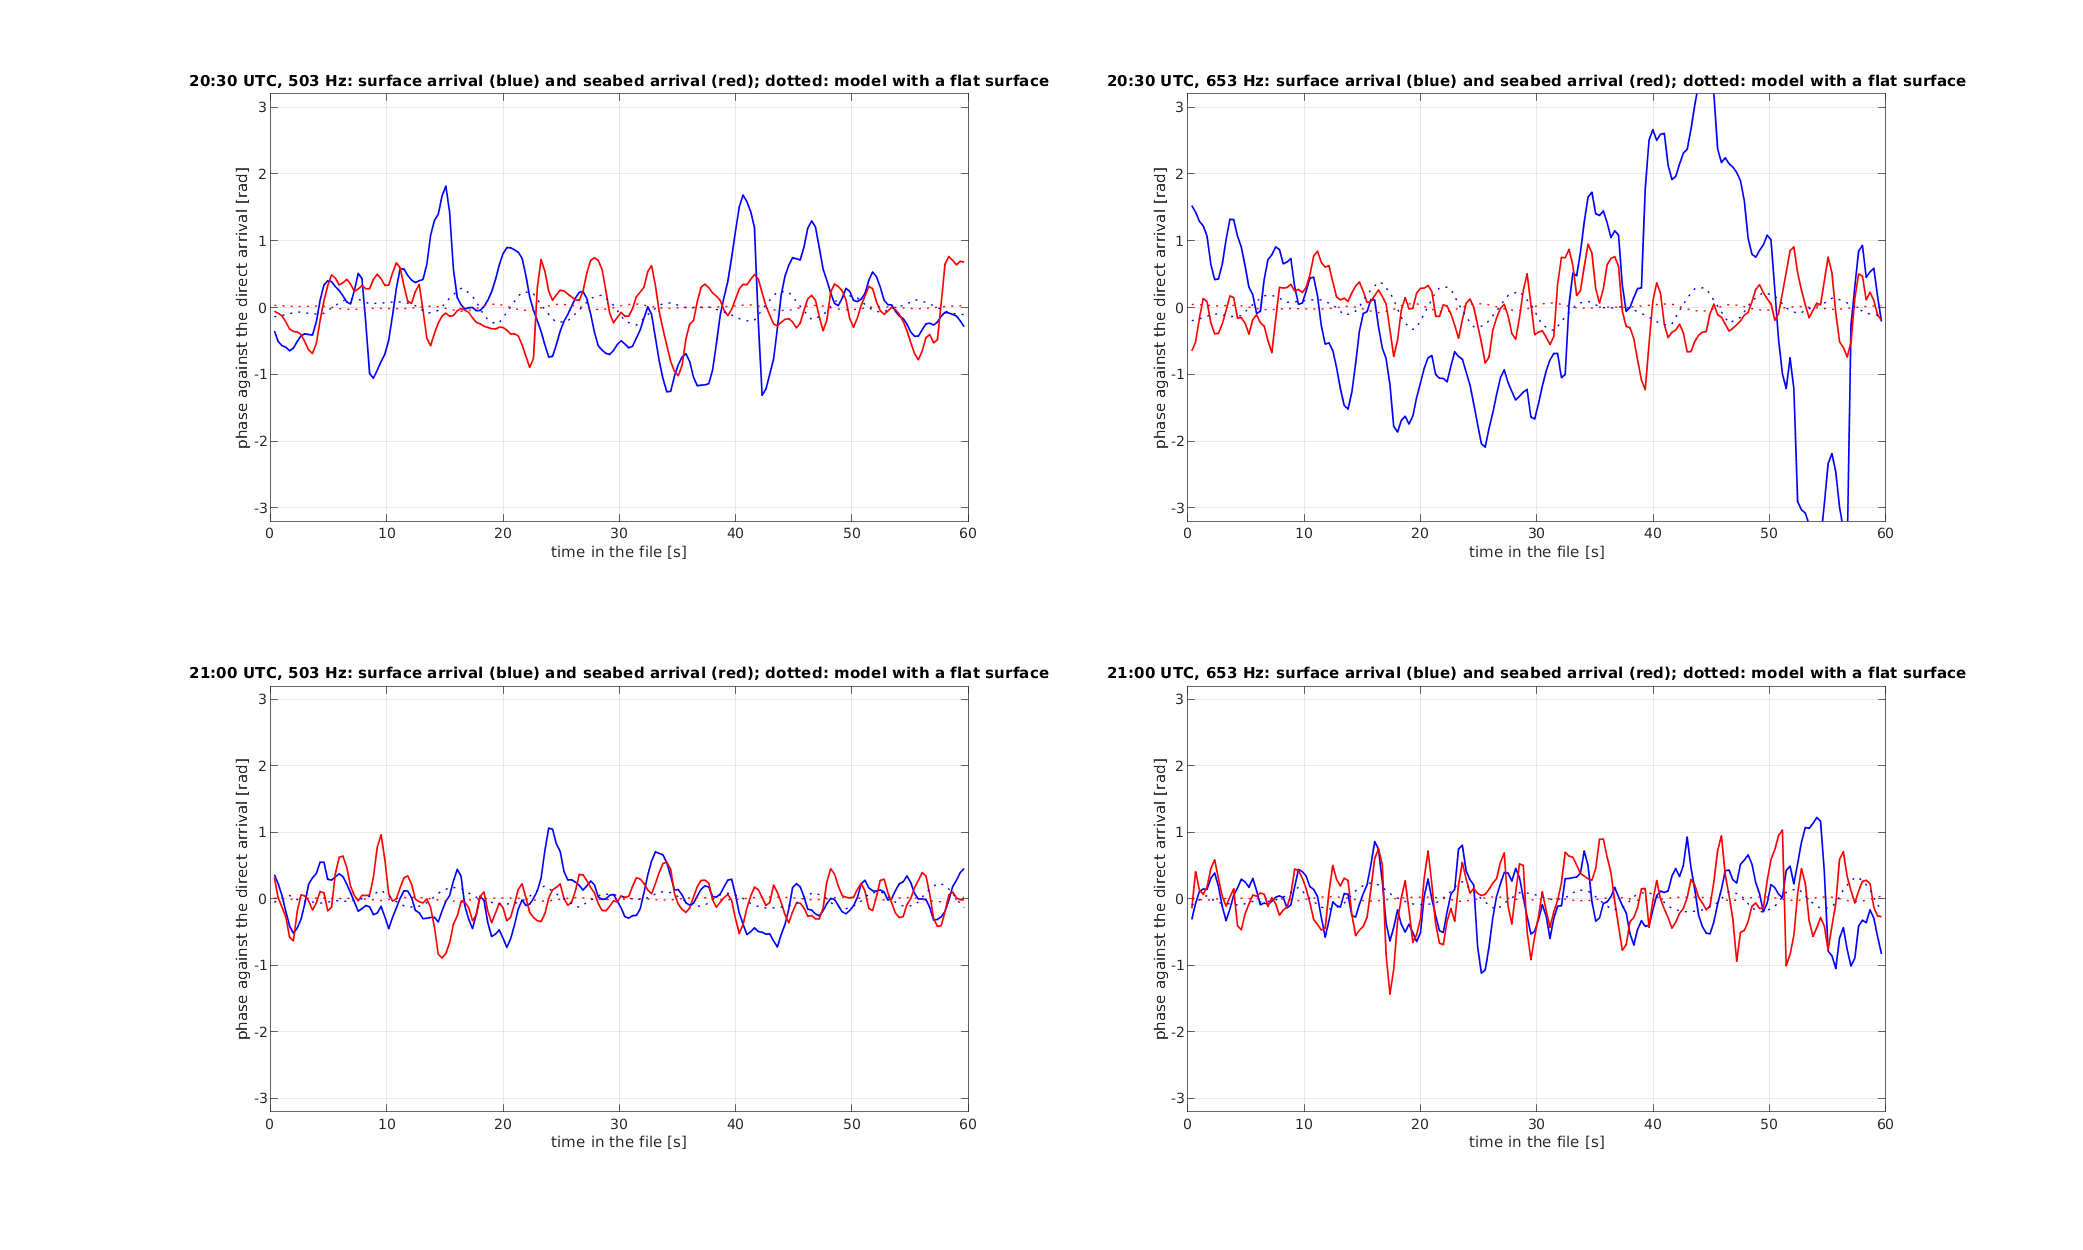 20:30 UTC, 503 Hz: surface arrival (blue) and seabed arrival (red); dotted: model with a flat surface
3
2
1
0
-1
-2
-3
phase against the direct arrival [rad]
0 10 20 30 40 50 60
time in the file [s]
20:30 UTC, 653 Hz: surface arrival (blue) and seabed arrival (red); dotted: model with a flat surface
3
2
1
0
-1
-2
-3
phase against the direct arrival [rad]
0 10 20 30 40 50 60
time in the file [s]
21:00 UTC, 503 Hz: surface arrival (blue) and seabed arrival (red); dotted: model with a flat surface
3
2
1
0
-1
-2
-3
phase against the direct arrival [rad]
0 10 20 30 40 50 60
time in the file [s]
21:00 UTC, 653 Hz: surface arrival (blue) and seabed arrival (red); dotted: model with a flat surface
3
2
1
0
-1
-2
-3
phase against the direct arrival [rad]
0 10 20 30 40 50 60
time in the file [s]